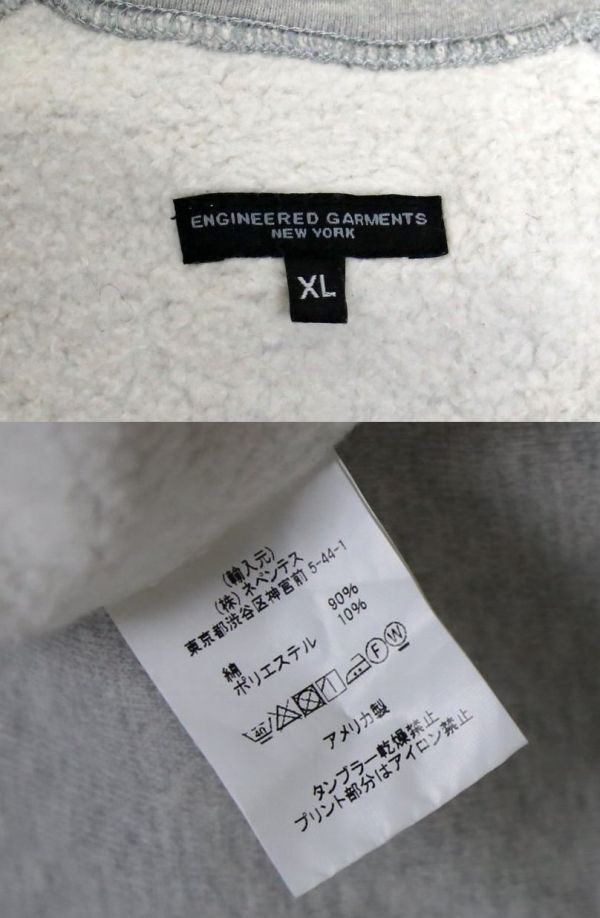 ENGINEERED GARMENTS
NEW YORK
XL
(輸入元)
(株)ネペンテス
東京都渋谷区神宮前 5-44-1
綿 90%
ポリエステル 10%
40 F W
アメリカ製
タンブラー乾燥禁止
プリント部分はアイロン禁止